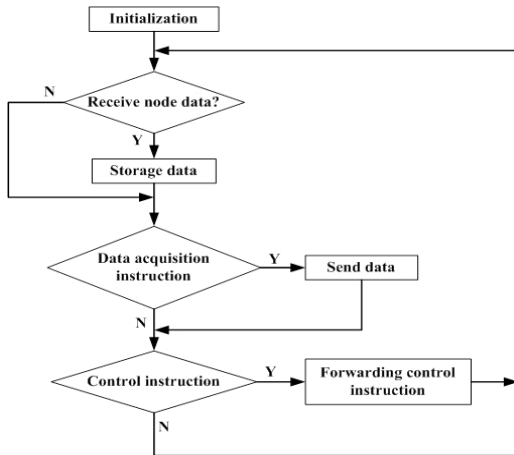 Initialization
N
Receive node data?
Y
Storage data
Data acquisition
instruction
Y
Send data
N
Control instruction
Y
Forwarding control
instruction
N